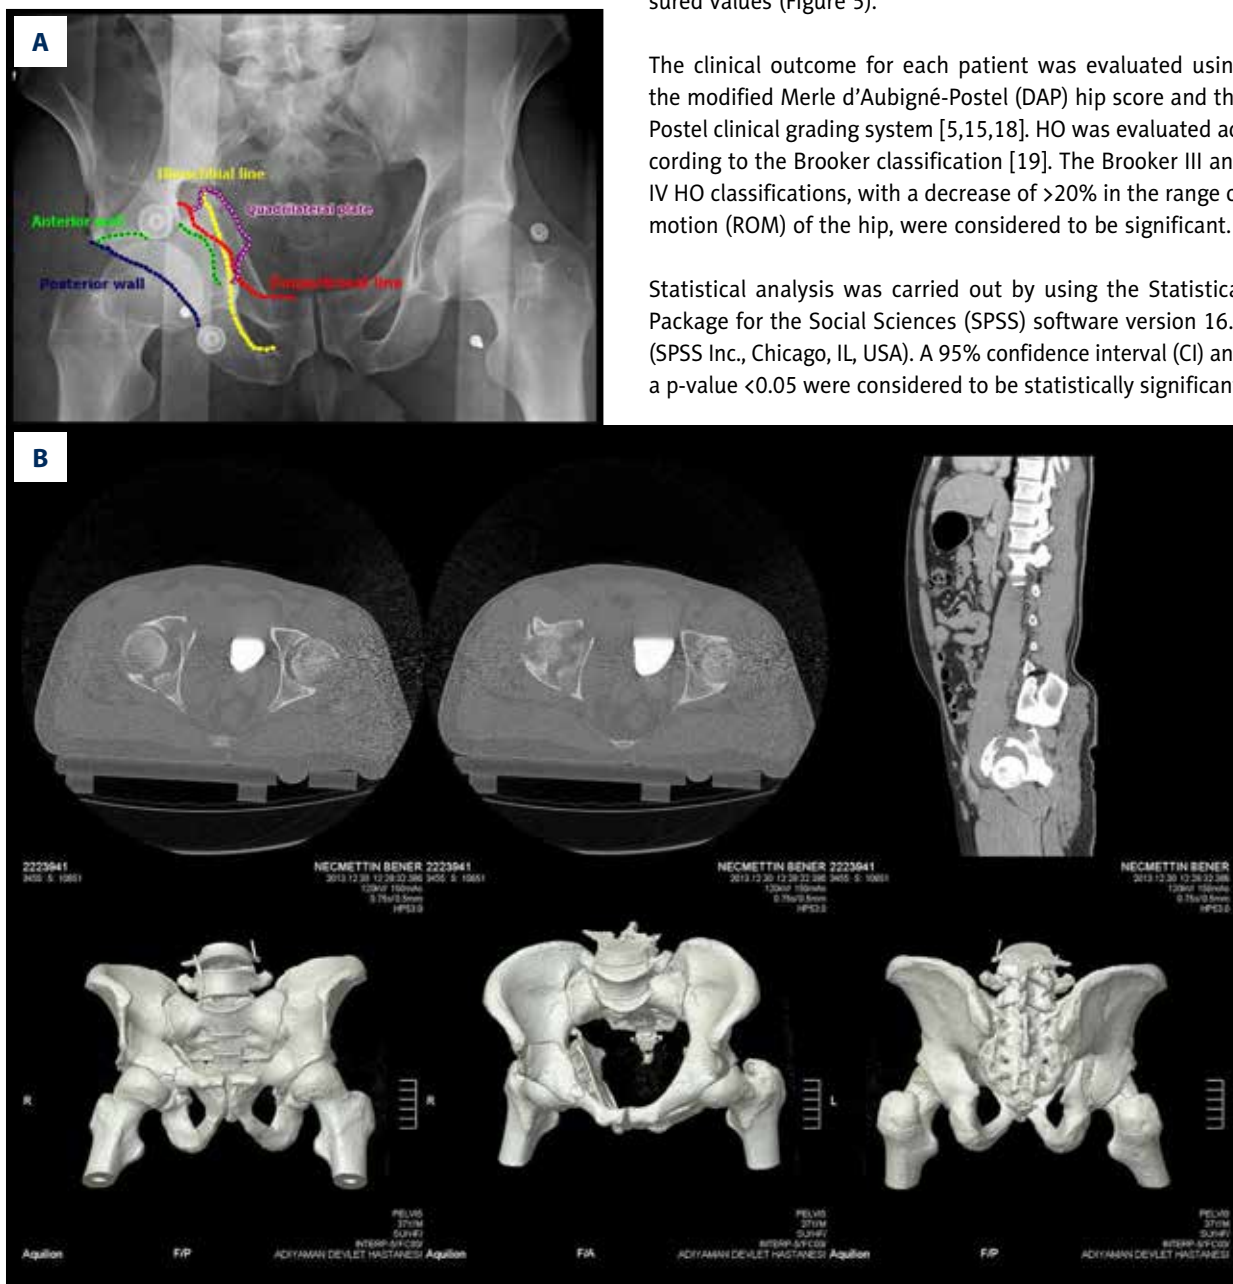 sured values (Figure 5).
The clinical outcome for each patient was evaluated usin
the modified Merle d'Aubigné-Postel (DAP) hip score and th
Postel clinical grading system [5,15,18]. HO was evaluated ac
cording to the Brooker classification [19]. The Brooker III an
IV HO classifications, with a decrease of >20% in the range o
motion (ROM) of the hip, were considered to be significant.
Statistical analysis was carried out by using the Statistica
Package for the Social Sciences (SPSS) software version 16.
(SPSS Inc., Chicago, IL, USA). A 95% confidence interval (CI) an
a p-value <0.05 were considered to be statistically significan
A
Ilioischial line
Quadrilateral plate
Anterior wall
Posterior wall
line
B
2223941
NECMETTIN BENER 2223941
NECMETTIN BENER 2223941
NECMETTIN BENER
R
R
L
PELVIS
37Y/M
PELVIS
37Y/M
PELVIS
37Y/M
Aquilion
F/P
ADIYAMAN DEVLET HASTANESI
Aquilion
F/A
ADIYAMAN DEVLET HASTANESI
Aquilion
F/P
ADIYAMAN DEVLET HASTANESI